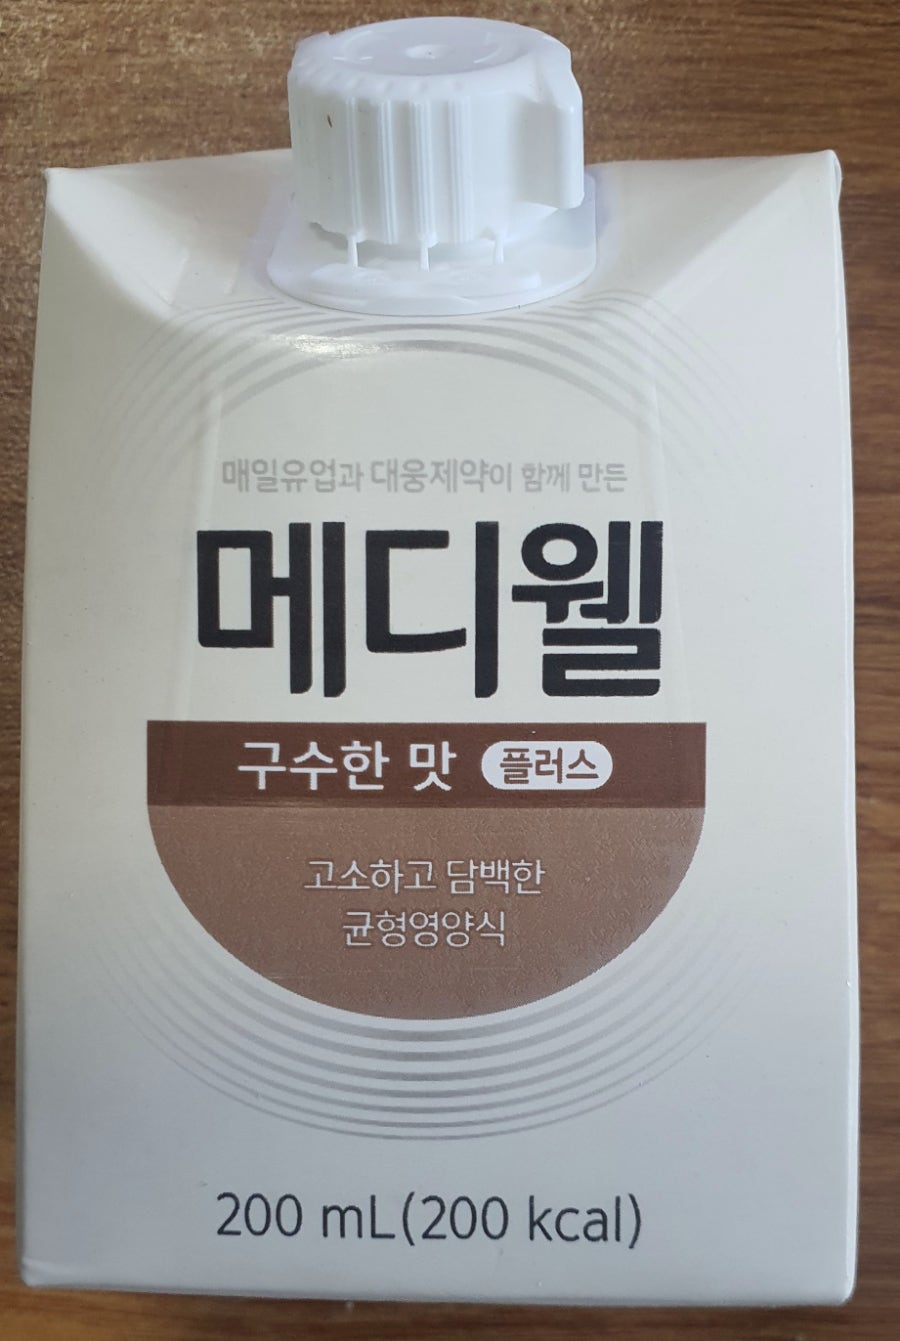 매일유업과 대웅제약이 함께 만든
메디웰
구수한 맛 플러스
고소하고 담백한
균형영양식
200 mL(200 kcal)